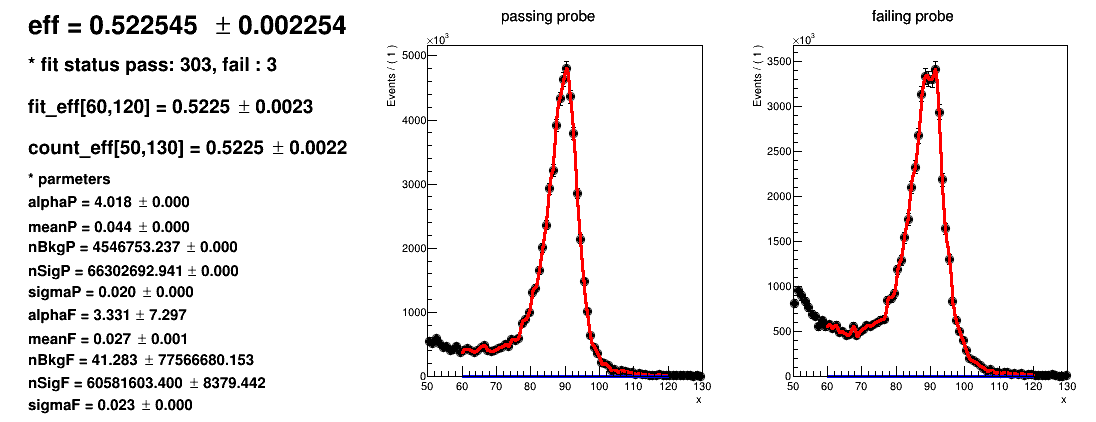 eff = 0.522545 ± 0.002254
* fit status pass: 303, fail : 3
fit_eff[60,120] = 0.5225 ± 0.0023
count_eff[50,130] = 0.5225 ± 0.0022
* parmeters
alphaP = 4.018 ± 0.000
meanP = 0.044 ± 0.000
nBkgP = 4546753.237 ± 0.000
nSigP = 66302692.941 ± 0.000
sigmaP = 0.020 ± 0.000
alphaF = 3.331 ± 7.297
meanF = 0.027 ± 0.001
nBkgF = 41.283 ± 77566680.153
nSigF = 60581603.400 ± 8379.442
sigmaF = 0.023 ± 0.000
passing probe
×10³
Events / ( 1 )
5000
4000
3000
2000
1000
0
50 60 70 80 90 100 110 120 130
x
failing probe
×10³
Events / ( 1 )
3500
3000
2500
2000
1500
1000
500
0
50 60 70 80 90 100 110 120 130
x